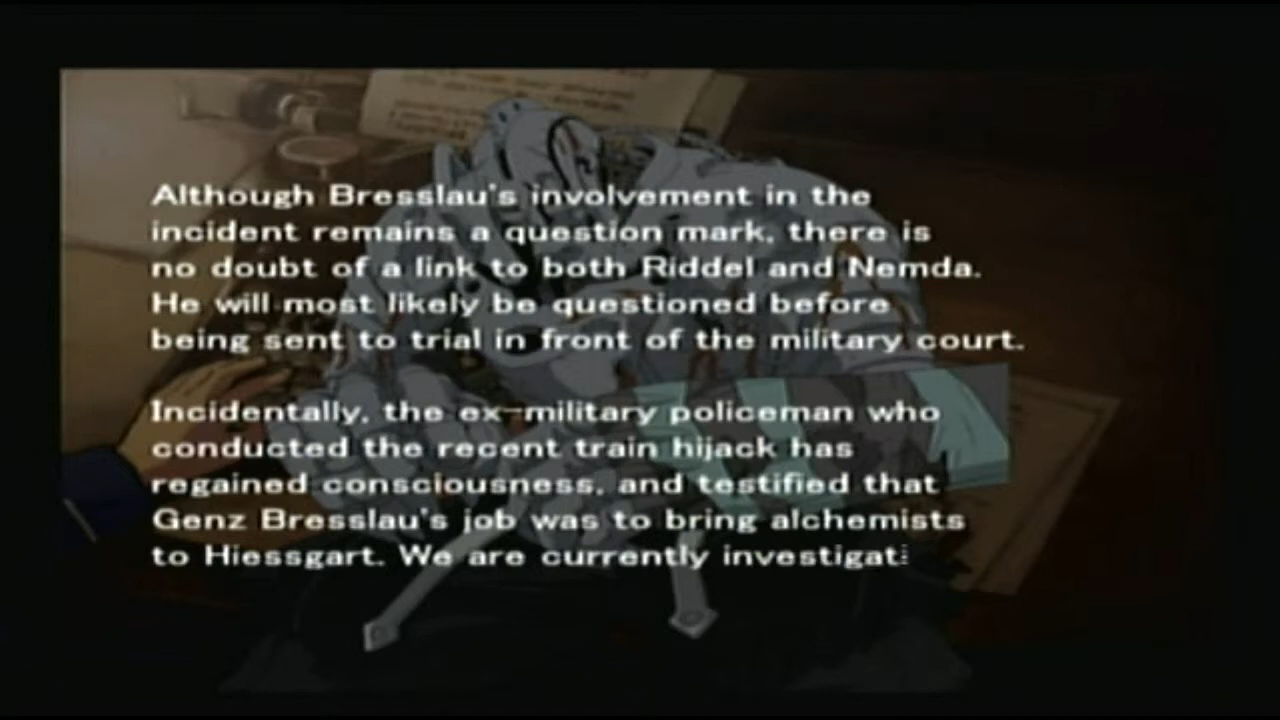 Although Bresslau's involvement in the
incident remains a question mark, there is
no doubt of a link to both Riddel and Nemda.
He will most likely be questioned before
being sent to trial in front of the military court.
Incidentally, the ex-military policeman who
conducted the recent train hijack has
regained consciousness, and testified that
Genz Bresslau's job was to bring alchemists
to Hiessgart. We are currently investigat